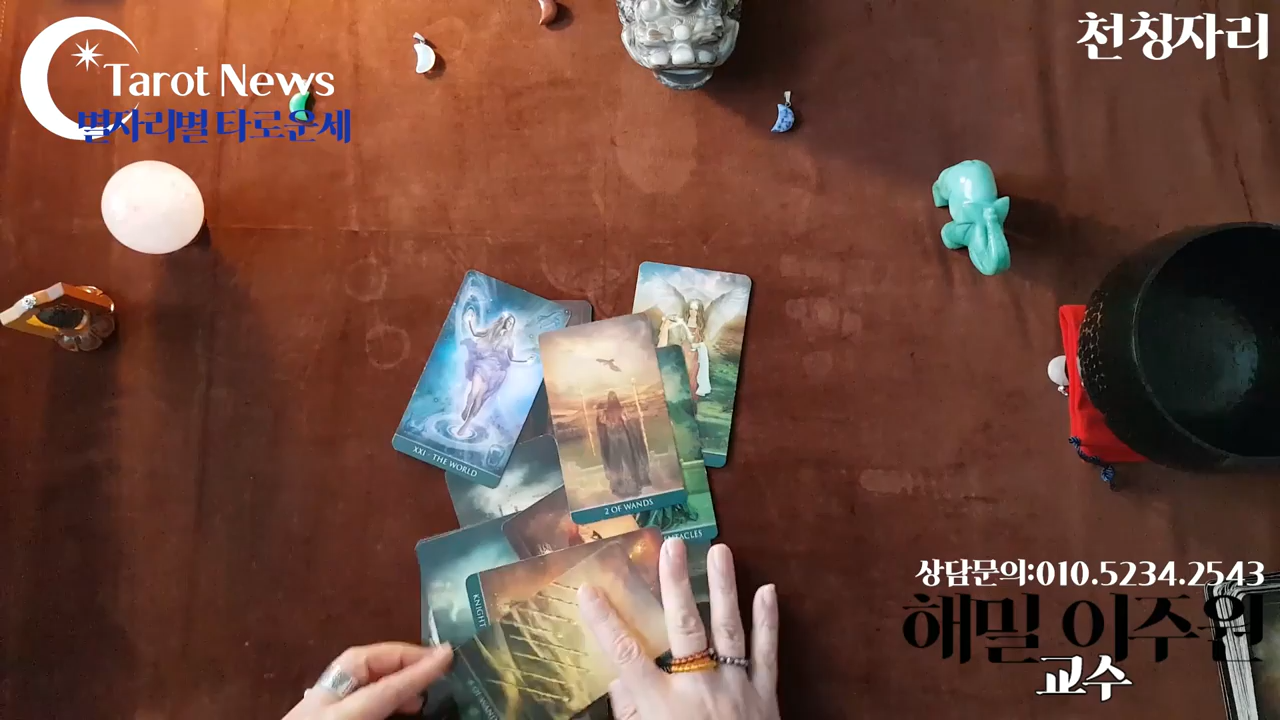 Tarot News
별자리별 타로운세
천칭자리
XXI - THE WORLD
2 OF WANDS
KNIGHT
상담문의:010.5234.2543
해밀 이주원
교수